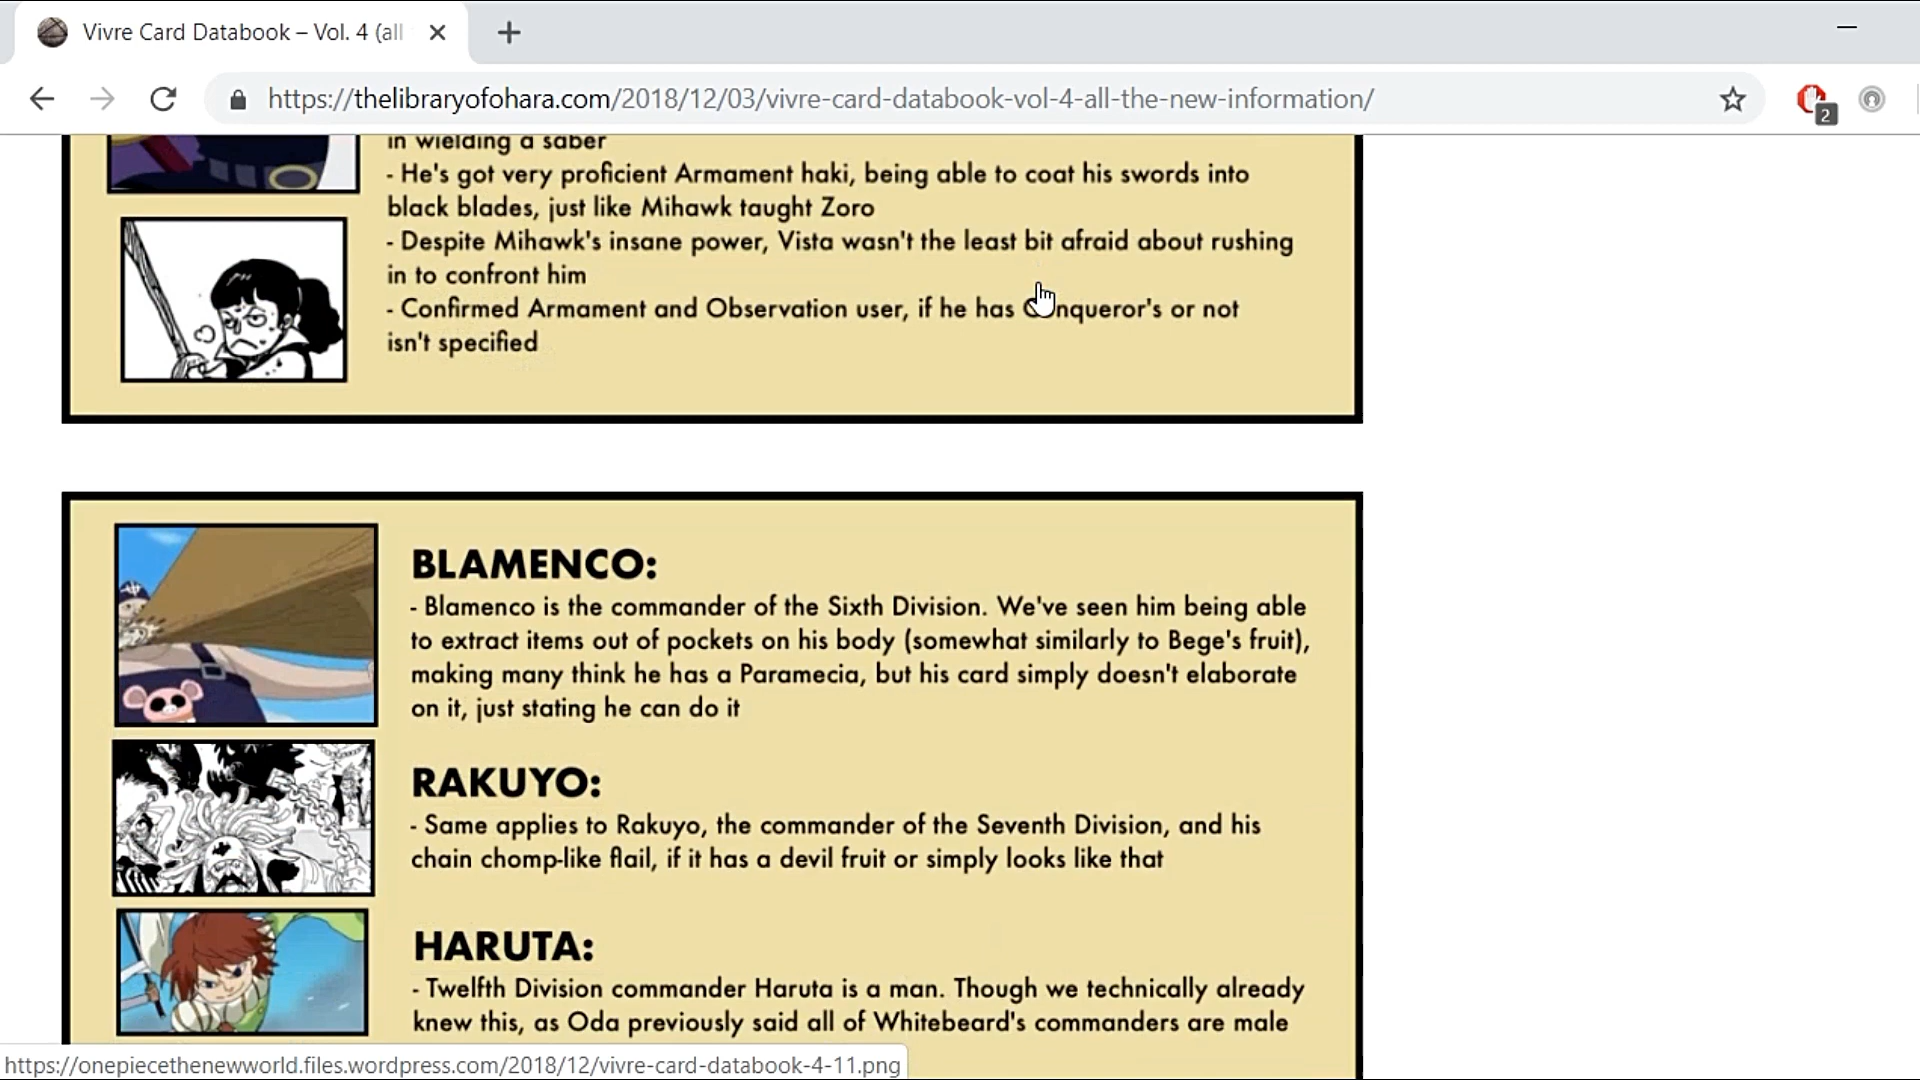 Vivre Card Databook – Vol. 4 (all
https://thelibraryofohara.com/2018/12/03/vivre-card-databook-vol-4-all-the-new-information/
2
in wielding a saber
- He's got very proficient Armament haki, being able to coat his swords into
black blades, just like Mihawk taught Zoro
- Despite Mihawk's insane power, Vista wasn't the least bit afraid about rushing
in to confront him
- Confirmed Armament and Observation user, if he has Conqueror's or not
isn't specified
BLAMENCO:
- Blamenco is the commander of the Sixth Division. We've seen him being able
to extract items out of pockets on his body (somewhat similarly to Bege's fruit),
making many think he has a Paramecia, but his card simply doesn't elaborate
on it, just stating he can do it
RAKUYO:
- Same applies to Rakuyo, the commander of the Seventh Division, and his
chain chomp-like flail, if it has a devil fruit or simply looks like that
HARUTA:
- Twelfth Division commander Haruta is a man. Though we technically already
knew this, as Oda previously said all of Whitebeard's commanders are male
https://onepiecethenewworld.files.wordpress.com/2018/12/vivre-card-databook-4-11.png